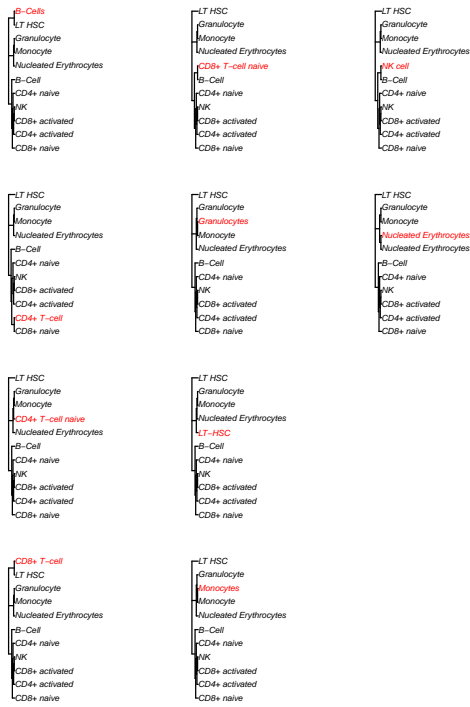 B−Cells
LT HSC
Granulocyte
Monocyte
Nucleated Erythrocytes
B−Cell
CD4+ naive
NK
CD8+ activated
CD4+ activated
CD8+ naive
LT HSC
Granulocyte
Monocyte
Nucleated Erythrocytes
CD8+ T−cell naive
B−Cell
CD4+ naive
NK
CD8+ activated
CD4+ activated
CD8+ naive
LT HSC
Granulocyte
Monocyte
Nucleated Erythrocytes
NK cell
B−Cell
CD4+ naive
NK
CD8+ activated
CD4+ activated
CD8+ naive
LT HSC
Granulocyte
Monocyte
Nucleated Erythrocytes
B−Cell
CD4+ naive
NK
CD8+ activated
CD4+ activated
CD4+ T−cell
CD8+ naive
LT HSC
Granulocyte
Granulocytes
Monocyte
Nucleated Erythrocytes
B−Cell
CD4+ naive
NK
CD8+ activated
CD4+ activated
CD8+ naive
LT HSC
Granulocyte
Monocyte
Nucleated Erythrocytes
Nucleated Erythrocytes
B−Cell
CD4+ naive
NK
CD8+ activated
CD4+ activated
CD8+ naive
LT HSC
Granulocyte
Monocyte
CD4+ T−cell naive
Nucleated Erythrocytes
B−Cell
CD4+ naive
NK
CD8+ activated
CD4+ activated
CD8+ naive
LT HSC
Granulocyte
Monocyte
Nucleated Erythrocytes
LT−HSC
B−Cell
CD4+ naive
NK
CD8+ activated
CD4+ activated
CD8+ naive
CD8+ T−cell
LT HSC
Granulocyte
Monocyte
Nucleated Erythrocytes
B−Cell
CD4+ naive
NK
CD8+ activated
CD4+ activated
CD8+ naive
LT HSC
Granulocyte
Monocytes
Monocyte
Nucleated Erythrocytes
B−Cell
CD4+ naive
NK
CD8+ activated
CD4+ activated
CD8+ naive